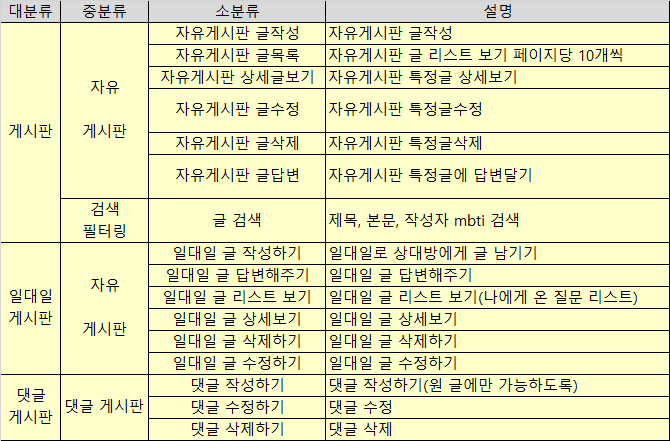 대분류 중분류 소분류 설명
자유게시판 글작성 자유게시판 글작성
자유게시판 글목록 자유게시판 글 리스트 보기 페이지당 10개씩
자유게시판 상세글보기 자유게시판 특정글 상세보기
게시판
자유
게시판
자유게시판 글수정 자유게시판 특정글수정
자유게시판 글삭제 자유게시판 특정글삭제
자유게시판 글답변 자유게시판 특정글에 답변달기
검색
필터링
글 검색 제목, 본문, 작성자 mbti 검색
일대일
게시판
자유
게시판
일대일 글 작성하기 일대일로 상대방에게 글 남기기
일대일 글 답변해주기 일대일 글 답변해주기
일대일 글 리스트 보기 일대일 글 리스트 보기(나에게 온 질문 리스트)
일대일 글 상세보기 일대일 글 상세보기
일대일 글 삭제하기 일대일 글 삭제하기
일대일 글 수정하기 일대일 글 수정하기
댓글
게시판
댓글 게시판
댓글 작성하기 댓글 작성하기(원 글에만 가능하도록)
댓글 수정하기 댓글 수정
댓글 삭제하기 댓글 삭제